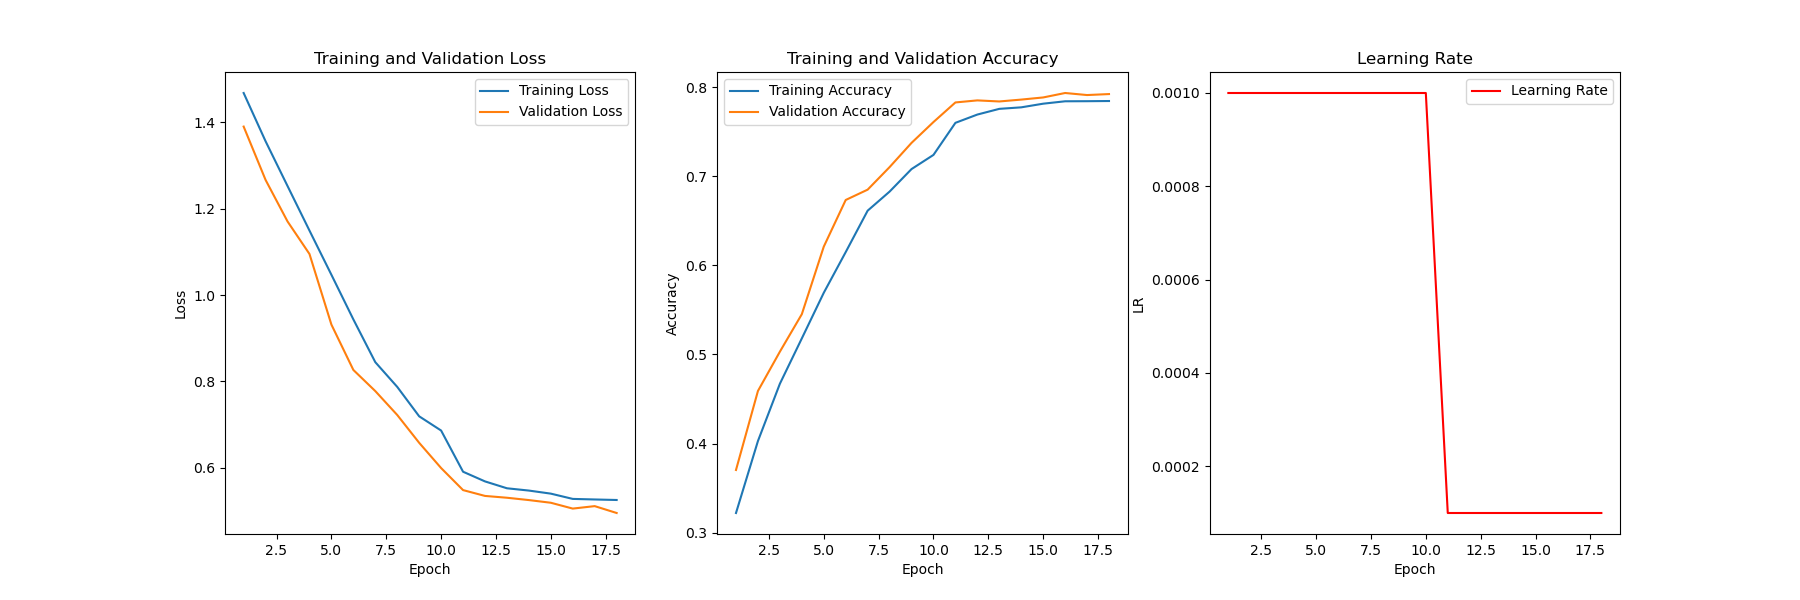 Training and Validation Loss
Training Loss
Validation Loss
1.4
1.2
1.0
0.8
0.6
Loss
2.5 5.0 7.5 10.0 12.5 15.0 17.5
Epoch
Training and Validation Accuracy
Training Accuracy
Validation Accuracy
0.8
0.7
0.6
0.5
0.4
0.3
Accuracy
2.5 5.0 7.5 10.0 12.5 15.0 17.5
Epoch
Learning Rate
Learning Rate
0.0010
0.0008
0.0006
0.0004
0.0002
LR
2.5 5.0 7.5 10.0 12.5 15.0 17.5
Epoch